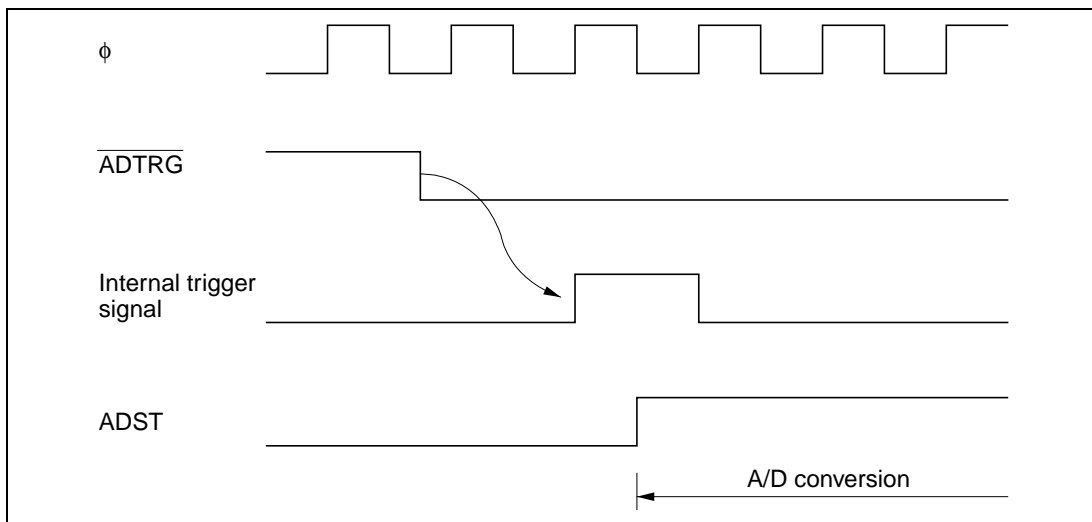 ϕ
ADTRG
Internal trigger
signal
ADST
A/D conversion